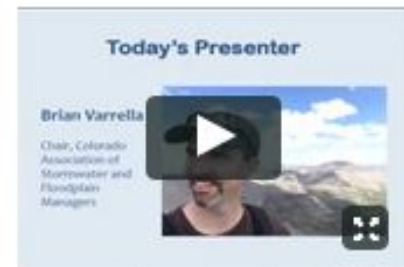 Today's Presenter
Brian Varrella
Chair, Colorado
Association of
Stormwater and
Floodplain
Managers